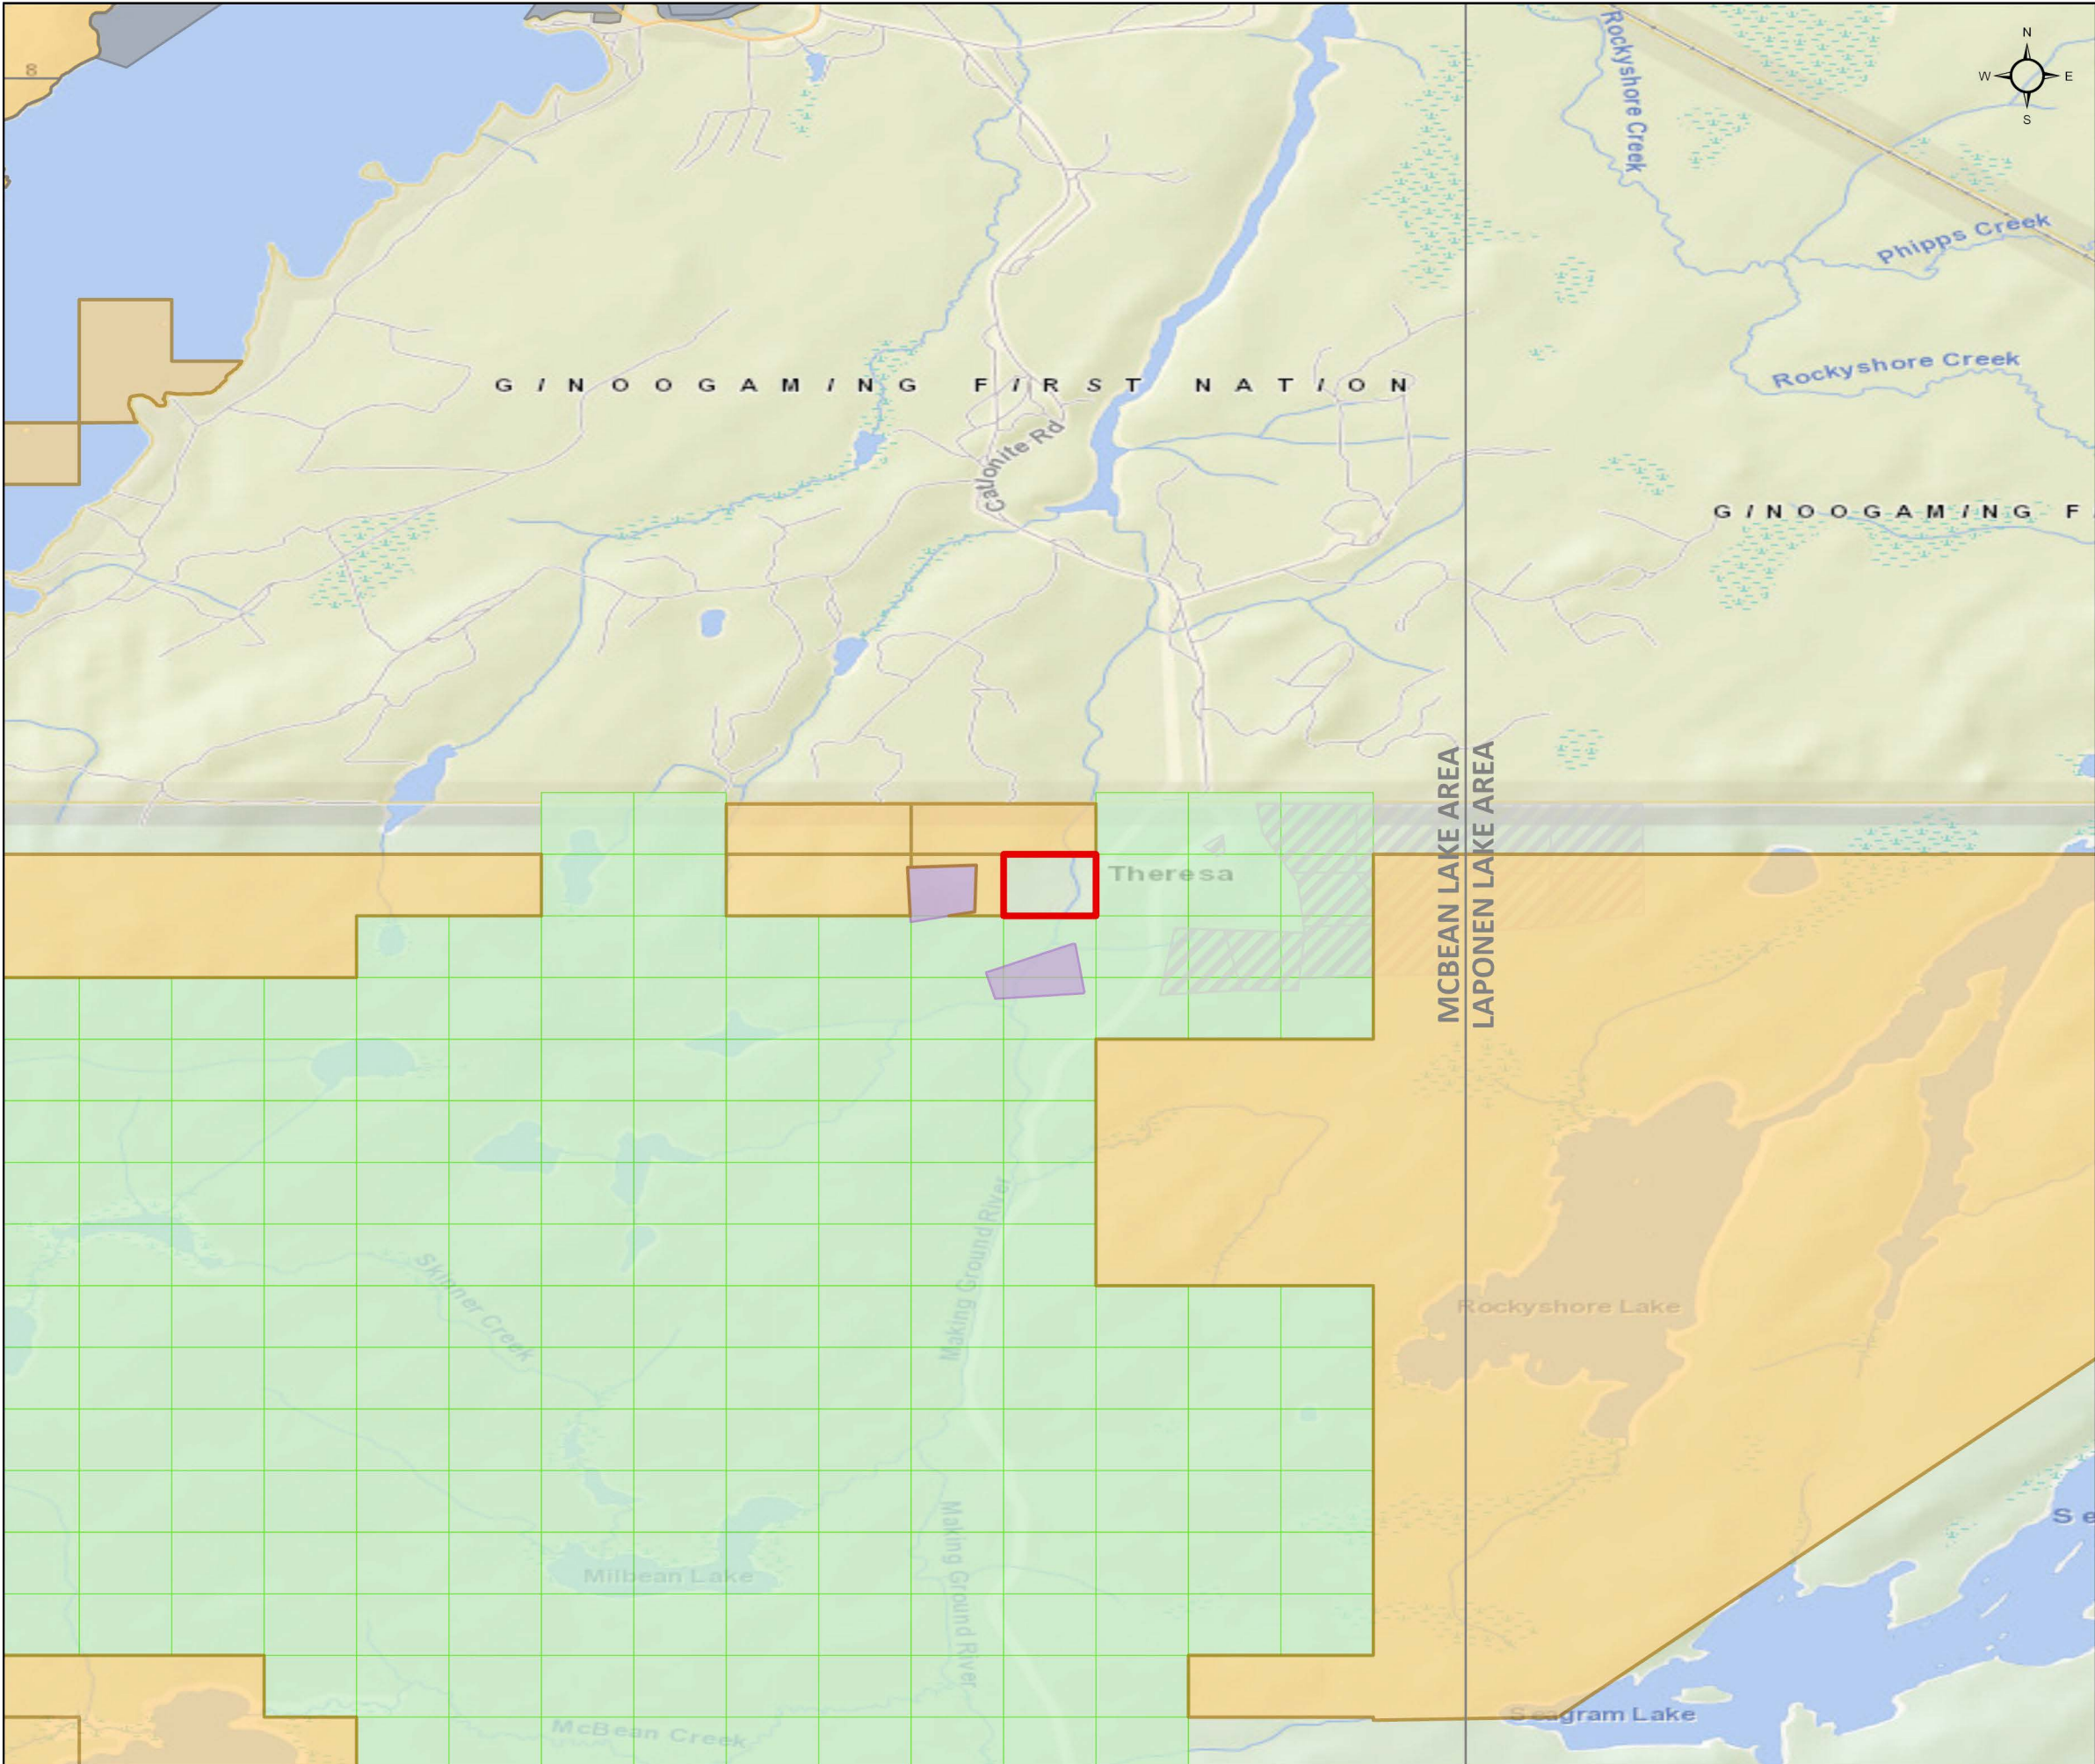 N
W E
S
8
Rockyshore Creek
Phipps Creek
Rockyshore Creek
GINOOGAMING FIRST NATION
Catlonite Rd
GINOOGAMING F
MCBEAN LAKE AREA
LAPONEN LAKE AREA
Theresa
Making Ground River
Skinner Creek
Rockyshore Lake
Making Ground River
Se
Milbean Lake
McBean Creek
Seagram Lake